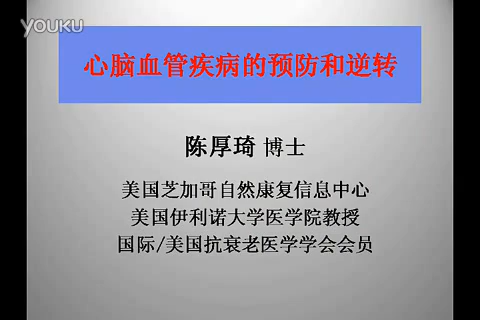 YOUKU
心脑血管疾病的预防和逆转
陈厚琦 博士
美国芝加哥自然康复信息中心
美国伊利诺大学医学院教授
国际/美国抗衰老医学学会会员